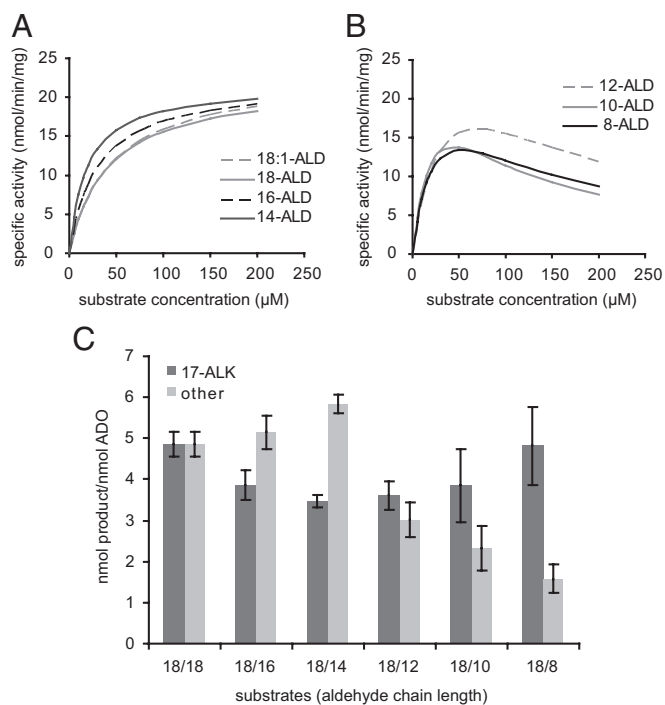 A
B
25
20
15
10
5
0
specific activity (nmol/min/mg)
18:1-ALD
18-ALD
16-ALD
14-ALD
0 50 100 150 200 250
substrate concentration (µM)
25
20
15
10
5
0
specific activity (nmol/min/mg)
12-ALD
10-ALD
8-ALD
0 50 100 150 200 250
substrate concentration (µM)
C
7
6
5
4
3
2
1
0
nmol product/nmol ADO
17-ALK
other
18/18 18/16 18/14 18/12 18/10 18/8
substrates (aldehyde chain length)